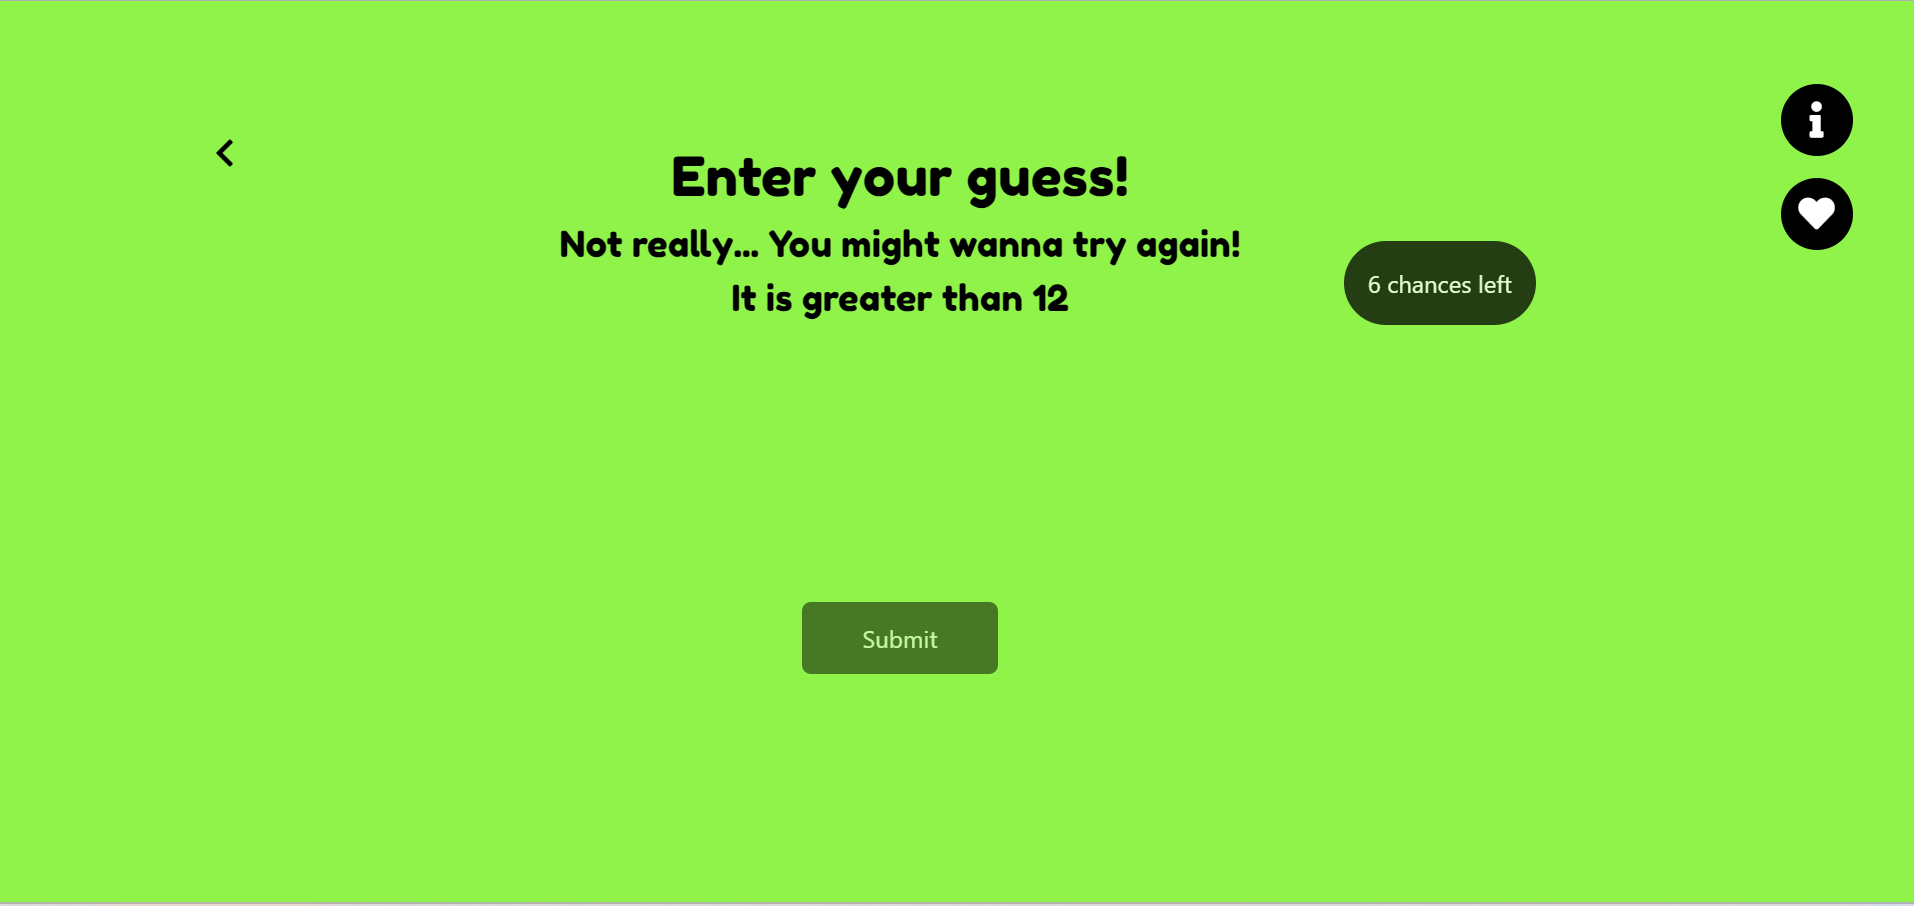 Enter your guess!
Not really... You might wanna try again!
It is greater than 12
6 chances left
Submit